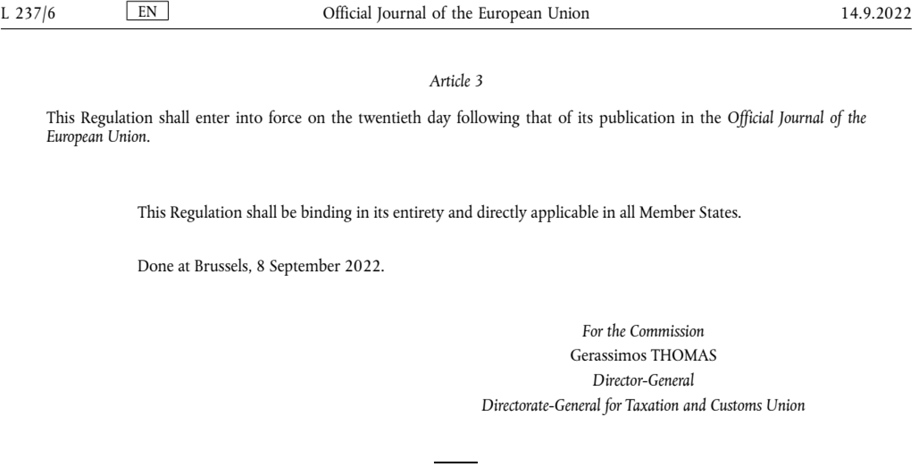 L 237/6 EN Official Journal of the European Union 14.9.2022
Article 3
This Regulation shall enter into force on the twentieth day following that of its publication in the Official Journal of the
European Union.
This Regulation shall be binding in its entirety and directly applicable in all Member States.
Done at Brussels, 8 September 2022.
For the Commission
Gerassimos THOMAS
Director-General
Directorate-General for Taxation and Customs Union